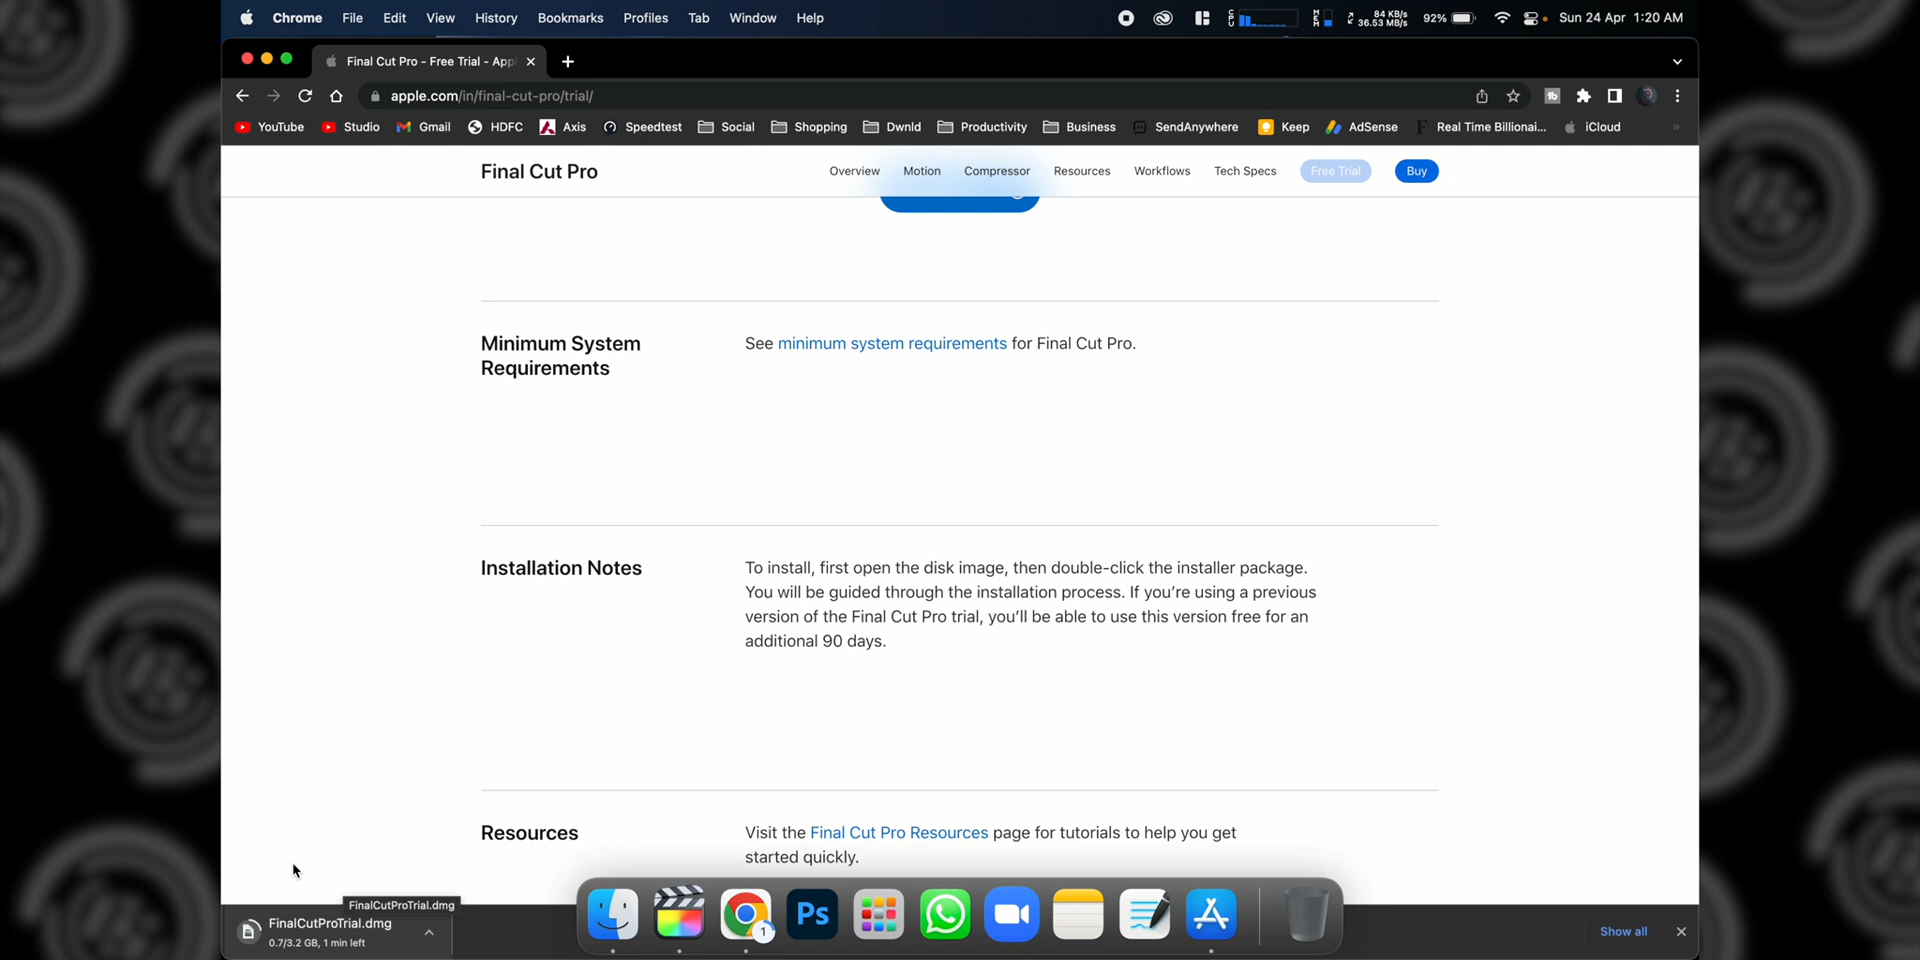 Chrome File Edit View History Bookmarks Profiles Tab Window Help
CPU MEM 84 KB/s 36.53 MB/s 92% Sun 24 Apr 1:20 AM
Final Cut Pro - Free Trial - Appl
apple.com/in/final-cut-pro/trial/
YouTube Studio Gmail HDFC Axis Speedtest Social Shopping Dwnld Productivity Business SendAnywhere Keep AdSense Real Time Billionai... iCloud »
Final Cut Pro Overview Motion Compressor Resources Workflows Tech Specs Free Trial Buy
Minimum System
Requirements
See minimum system requirements for Final Cut Pro.
Installation Notes
To install, first open the disk image, then double-click the installer package.
You will be guided through the installation process. If you’re using a previous
version of the Final Cut Pro trial, you’ll be able to use this version free for an
additional 90 days.
Resources
Visit the Final Cut Pro Resources page for tutorials to help you get
started quickly.
FinalCutProTrial.dmg
FinalCutProTrial.dmg
0.7/3.2 GB, 1 min left
1
Ps
Show all